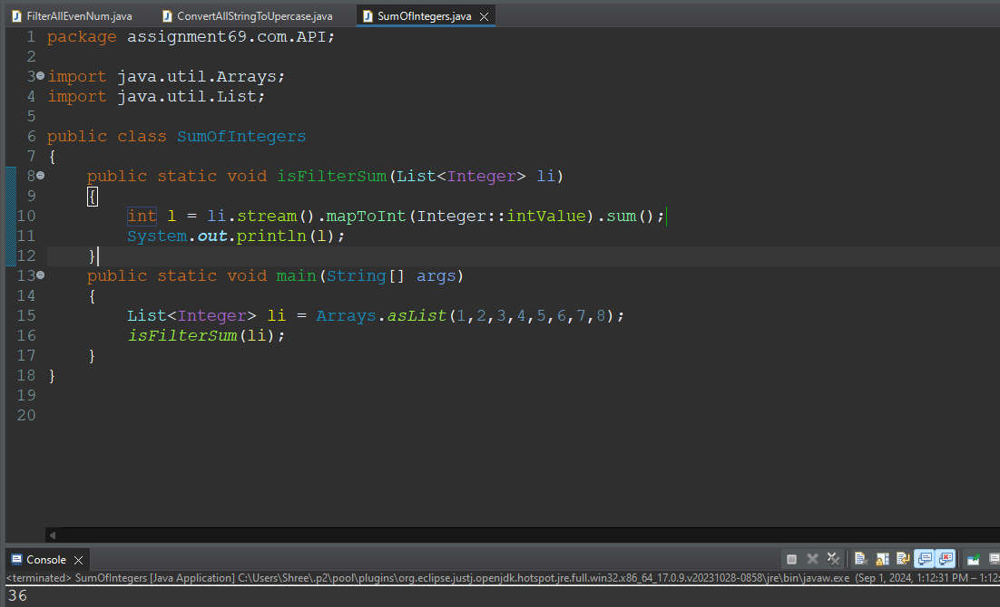 FilterAllEvenNum.java ConvertAllStringToUpercase.java SumOfIntegers.java
1 package assignment69.com.API;
2
3 import java.util.Arrays;
4 import java.util.List;
5
6 public class SumOfIntegers
7 {
8 public static void isFilterSum(List<Integer> li)
9 {
10 int l = li.stream().mapToInt(Integer::intValue).sum();
11 System.out.println(l);
12 }
13 public static void main(String[] args)
14 {
15 List<Integer> li = Arrays.asList(1,2,3,4,5,6,7,8);
16 isFilterSum(li);
17 }
18 }
19
20
Console
<terminated> SumOfIntegers [Java Application] C:\Users\Shree\.p2\pool\plugins\org.eclipse.justj.openjdk.hotspot.jre.full.win32.x86_64_17.0.9.v20231028-0858\jre\bin\javaw.exe (Sep 1, 2024, 1:12:31 PM – 1:12:
36